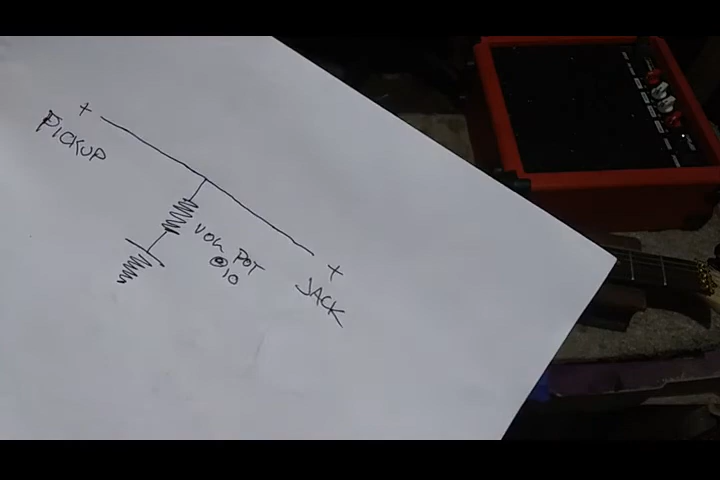 +
PICKUP
VOL POT
@10
+
JACK